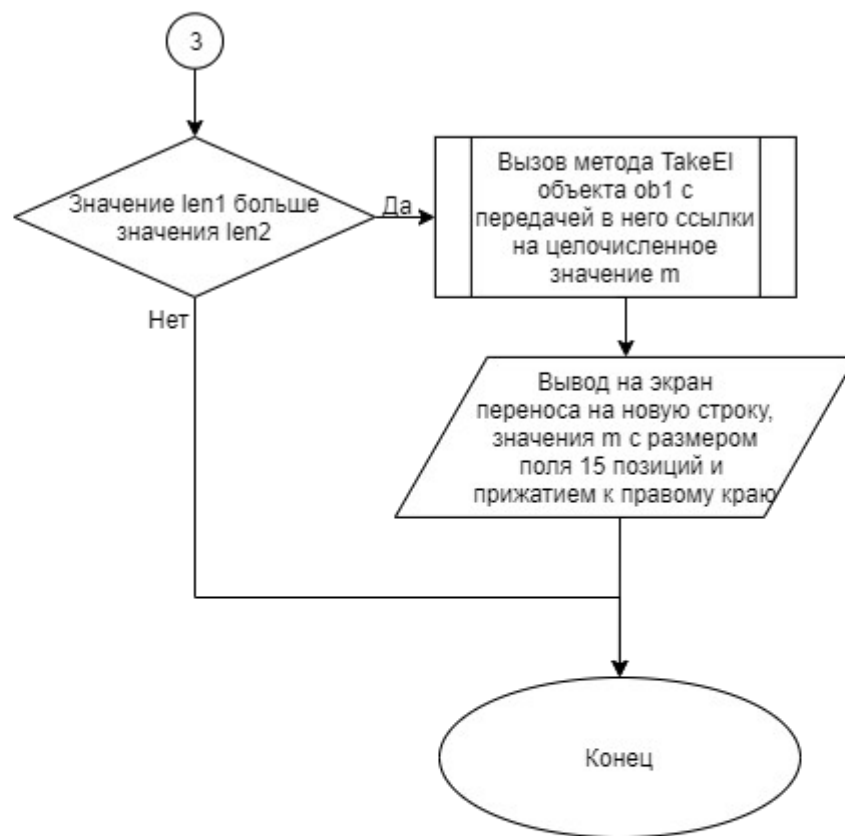 3
Значение len1 больше
значения len2
Да
Нет
Вызов метода TakeEl
объекта ob1 с
передачей в него ссылки
на целочисленное
значение m
Вывод на экран
переноса на новую строку,
значения m с размером
поля 15 позиций и
прижатием к правому краю
Конец